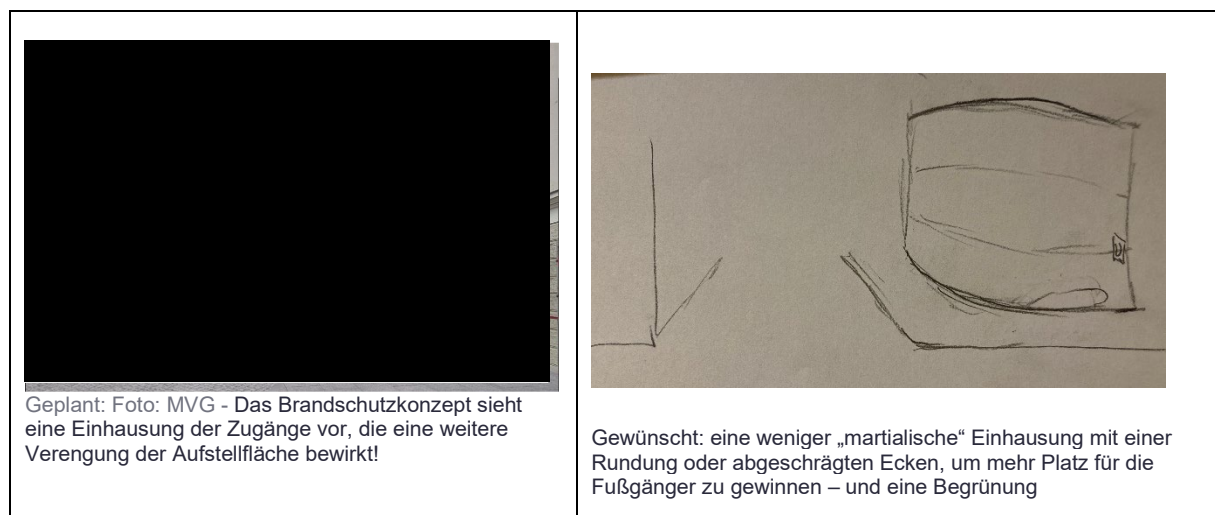 Geplant: Foto: MVG - Das Brandschutzkonzept sieht
eine Einhausung der Zugänge vor, die eine weitere
Verengung der Aufstellfläche bewirkt!
Gewünscht: eine weniger „martialische“ Einhausung mit einer
Rundung oder abgeschrägten Ecken, um mehr Platz für die
Fußgänger zu gewinnen – und eine Begrünung